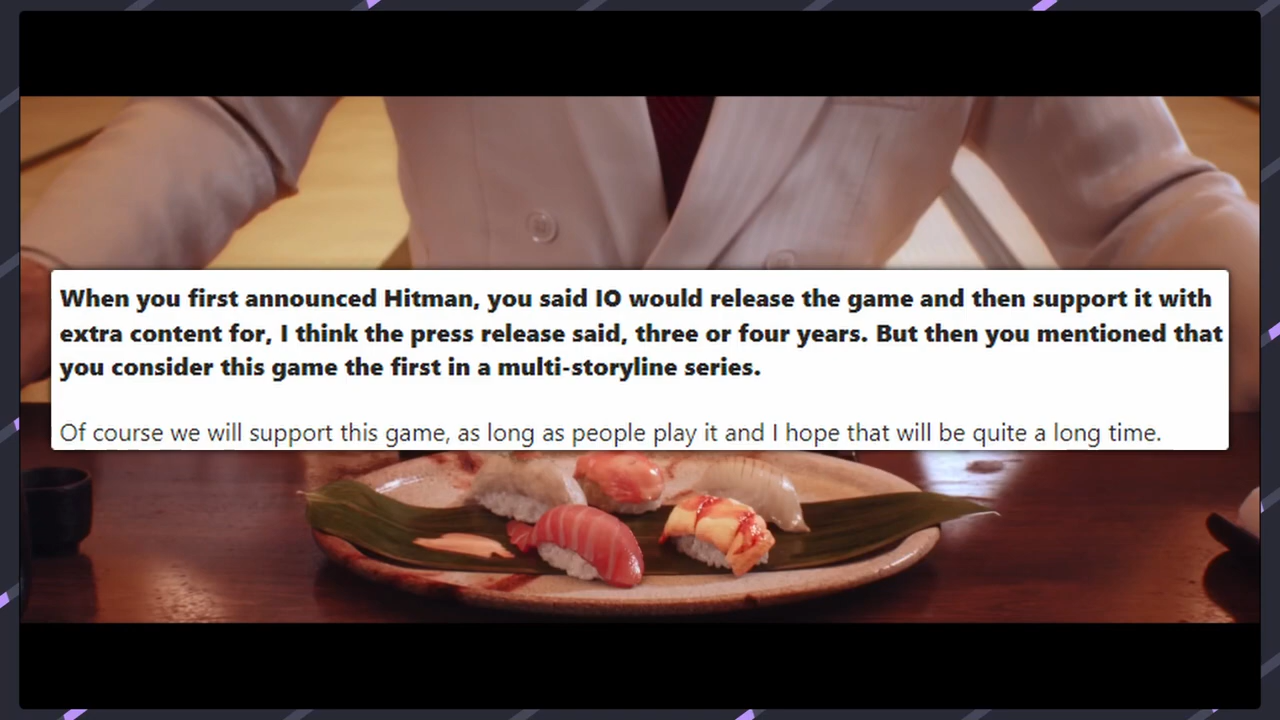 When you first announced Hitman, you said IO would release the game and then support it with
extra content for, I think the press release said, three or four years. But then you mentioned that
you consider this game the first in a multi-storyline series.
Of course we will support this game, as long as people play it and I hope that will be quite a long time.